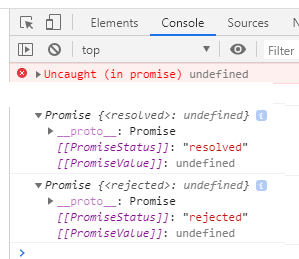 Elements Console Sources
top Filter
Uncaught (in promise) undefined
Promise {<resolved>: undefined} i
__proto__: Promise
[[PromiseStatus]]: "resolved"
[[PromiseValue]]: undefined
Promise {<rejected>: undefined} i
__proto__: Promise
[[PromiseStatus]]: "rejected"
[[PromiseValue]]: undefined